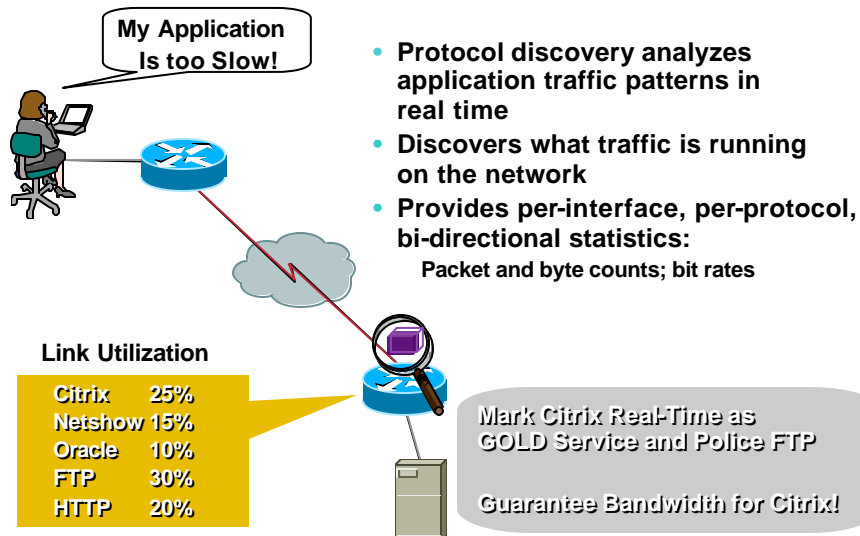 My Application
Is too Slow!
• Protocol discovery analyzes
application traffic patterns in
real time
• Discovers what traffic is running
on the network
• Provides per-interface, per-protocol,
bi-directional statistics:
Packet and byte counts; bit rates
Link Utilization
Citrix 25%
Netshow 15%
Oracle 10%
FTP 30%
HTTP 20%
Mark Citrix Real-Time as
GOLD Service and Police FTP
Guarantee Bandwidth for Citrix!